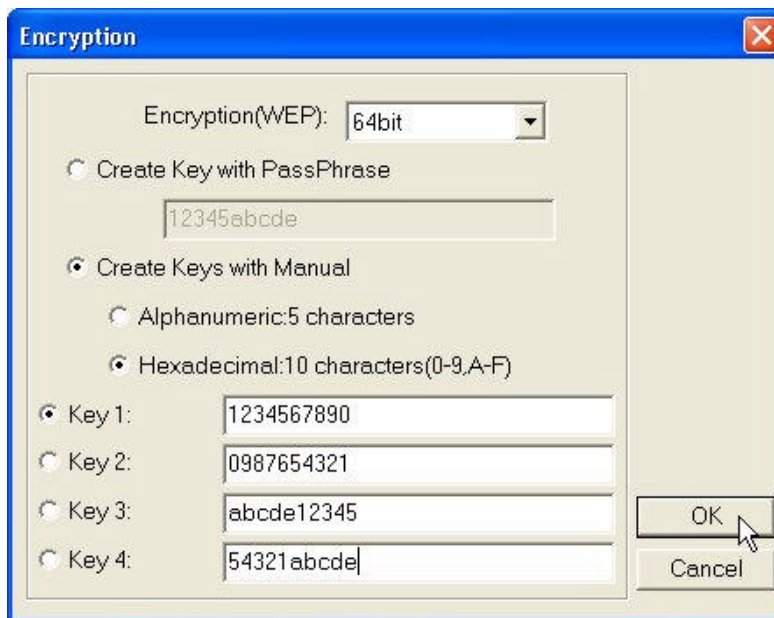 Encryption
Encryption(WEP): 64bit
Create Key with PassPhrase
12345abcde
Create Keys with Manual
Alphanumeric:5 characters
Hexadecimal:10 characters(0-9,A-F)
Key 1: 1234567890
Key 2: 0987654321
Key 3: abcde12345
Key 4: 54321abcde
OK
Cancel